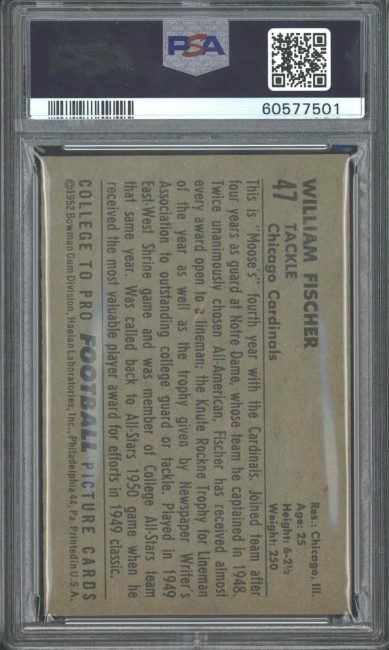 PSA
60577501
WILLIAM FISCHER
47 TACKLE
Chicago Cardinals
Res.: Chicago, Ill.
Age: 25
Height: 6-2½
Weight: 250
This is "Moose's" fourth year with the Cardinals. Joined team after
four years as guard at Notre Dame, whose team he captained in 1948.
Twice unanimously chosen All-American, Fischer has received almost
every award open to a lineman; the Knute Rockne Trophy for Lineman
of the year as well as the trophy given by Newspaper Writer's
Association to outstanding college guard or tackle. Played in 1949
East-West Shrine game and was member of College All-Stars team
that same year. Was called back to All-Stars 1950 game when he
received the most valuable player award for efforts in 1949 classic.
COLLEGE TO PRO FOOTBALL PICTURE CARDS
©1952 Bowman Gum Division, Haelan Laboratories, Inc., Philadelphia 44, Pa. Printed in U.S.A.